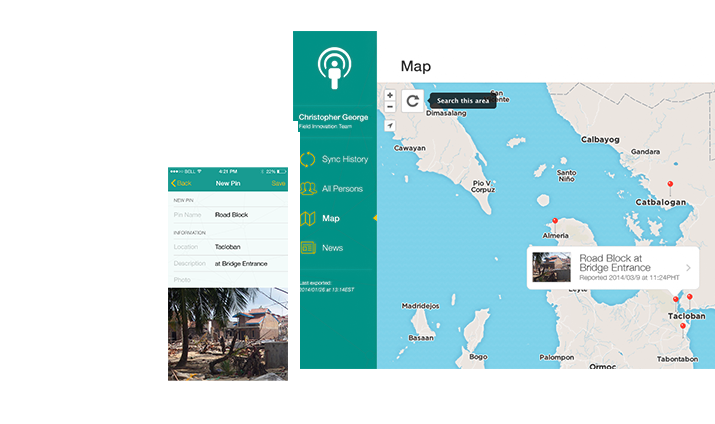 SCLL
4:21 PM
22%
Back
New Pin
Save
NEW PIN
Pin Name
Road Block
INFORMATION
Location
Tacloban
Description
at Bridge Entrance
Photo
Christopher George
Field Innovation Team
Sync History
All Persons
Map
News
Last exported:
2014/01/26 at 13:14EST
Map
+
−
Search this area
San
Dimasalang
Cawayan
Calbayog
Gandara
Santo
Niño
Pio V.
Corpuz
Catbalogan
Almeria
Road Block at
Bridge Entrance
Reported 2014/03/9 at 11:24PHT
Leyte
Madridejos
Tacloban
Basaan
Bogo
Palompon
Tabontabon
Ormoc